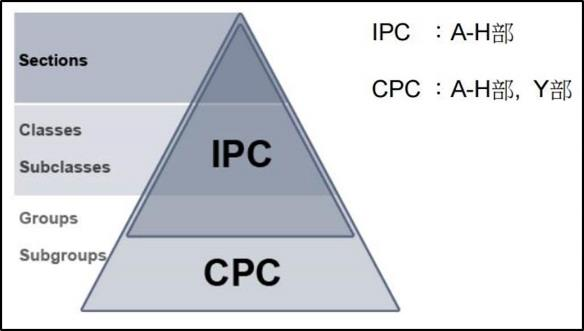 Sections
Classes
Subclasses
Groups
Subgroups
IPC
CPC
IPC ：A-H部
CPC ：A-H部, Y部